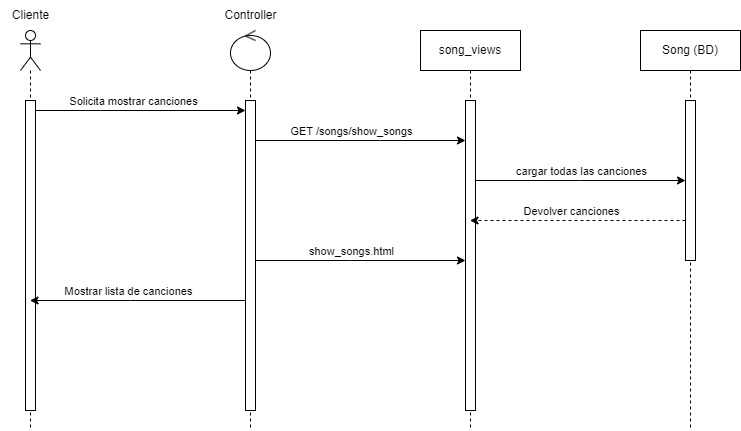 Cliente
Controller
song_views
Song (BD)
Solicita mostrar canciones
GET /songs/show_songs
cargar todas las canciones
Devolver canciones
show_songs.html
Mostrar lista de canciones